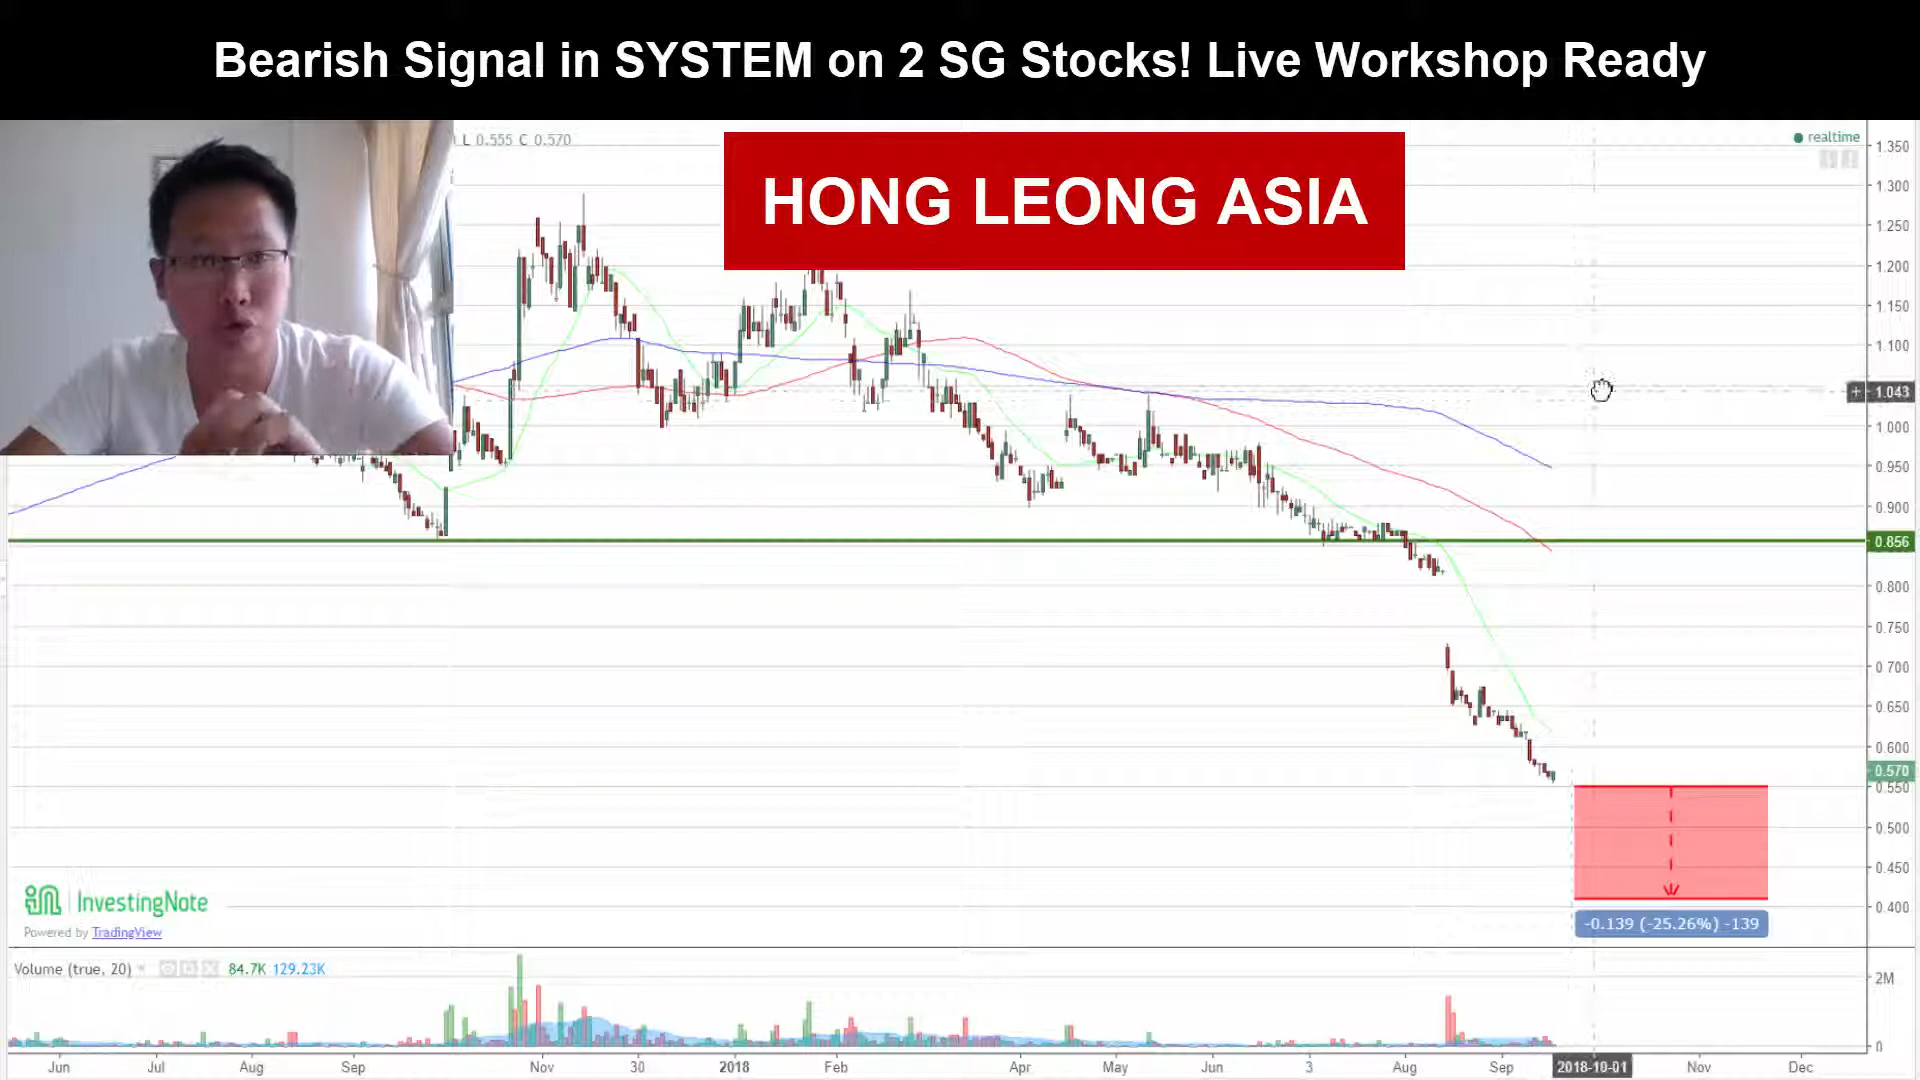 Bearish Signal in SYSTEM on 2 SG Stocks! Live Workshop Ready
L 0.555 C 0.570
HONG LEONG ASIA
realtime
1.350
1.300
1.250
1.200
1.150
1.100
+ 1.043
1.000
0.950
0.900
0.856
0.800
0.750
0.700
0.650
0.600
0.570
0.550
0.500
0.450
0.400
-0.139 (-25.26%) -139
InvestingNote
Powered by TradingView
Volume (true, 20) 84.7K 129.23K
2M
0
Jun Jul Aug Sep Nov 30 2018 Feb Apr May Jun 3 Aug Sep 2018-10-01 Nov Dec